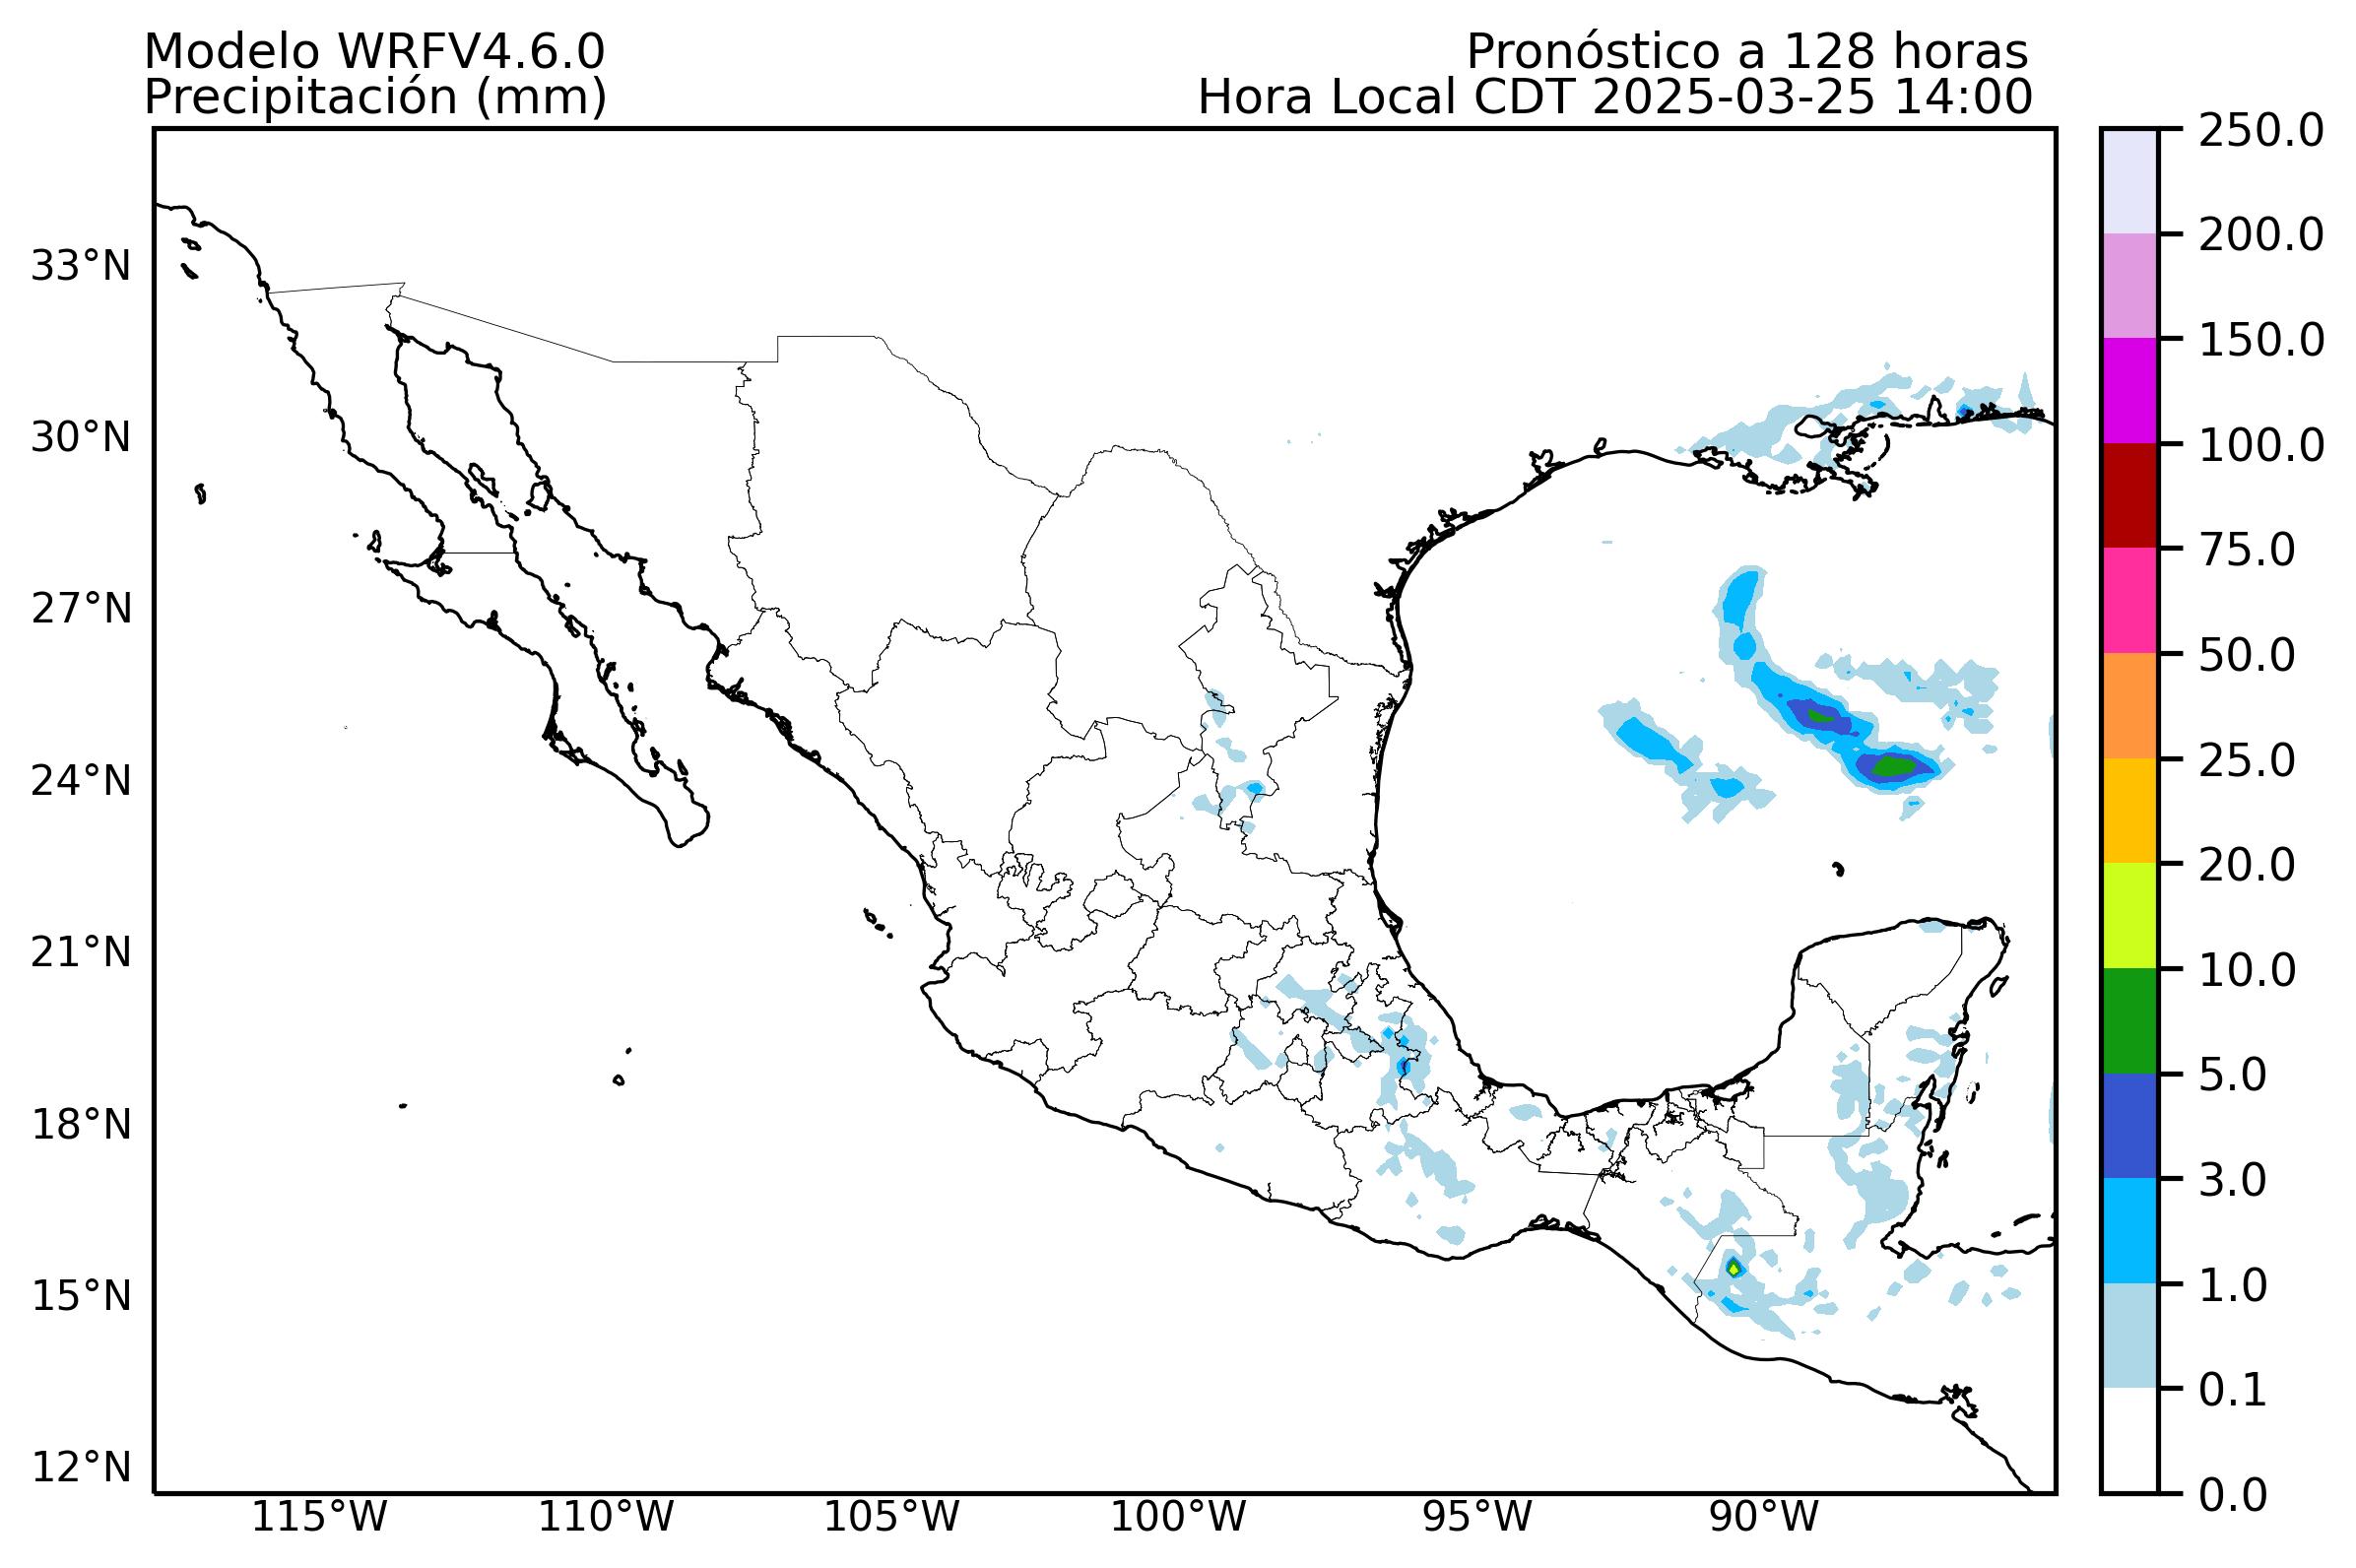 Modelo WRFV4.6.0
Precipitación (mm)
Pronóstico a 128 horas
Hora Local CDT 2025-03-25 14:00
33°N
30°N
27°N
24°N
21°N
18°N
15°N
12°N
115°W
110°W
105°W
100°W
95°W
90°W
250.0
200.0
150.0
100.0
75.0
50.0
25.0
20.0
10.0
5.0
3.0
1.0
0.1
0.0